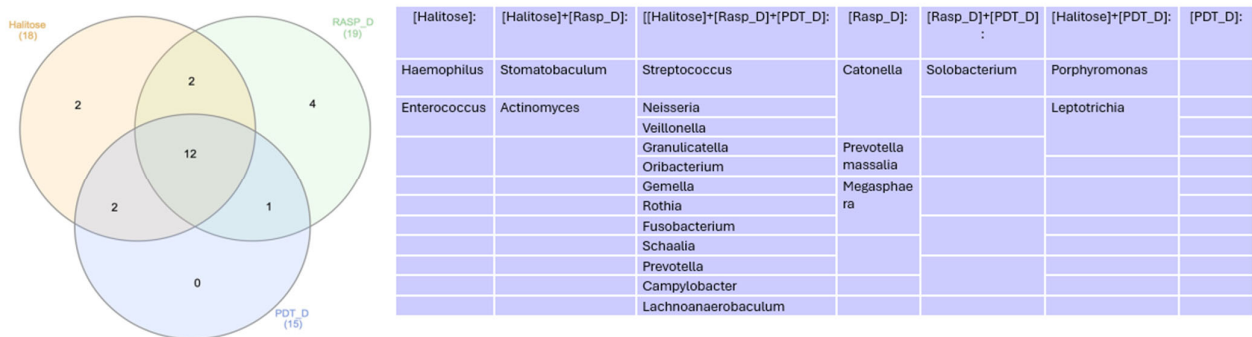 Halitose
(18)
RASP_D
(19)
2
2
4
12
2
1
0
PDT_D
(15)
[Halitose]: [Halitose]+[Rasp_D]: [[Halitose]+[Rasp_D]+[PDT_D]: [Rasp_D]: [Rasp_D]+[PDT_D] [Halitose]+[PDT_D]: [PDT_D]:
:
Haemophilus Stomatobaculum Streptococcus Catonella Solobacterium Porphyromonas
Enterococcus Actinomyces Neisseria Leptotrichia
Veillonella
Granulicatella Prevotella
massalia
Oribacterium
Gemella Megasphae
ra
Rothia
Fusobacterium
Schaalia
Prevotella
Campylobacter
Lachnoanaerobaculum